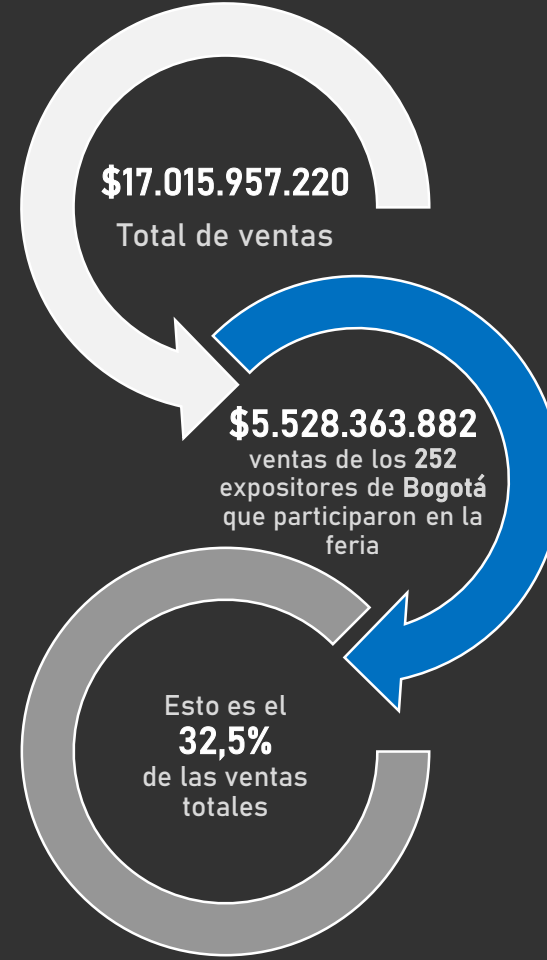 $17.015.957.220
Total de ventas
$5.528.363.882
ventas de los 252
expositores de Bogotá
que participaron en la
feria
Esto es el
32,5%
de las ventas
totales